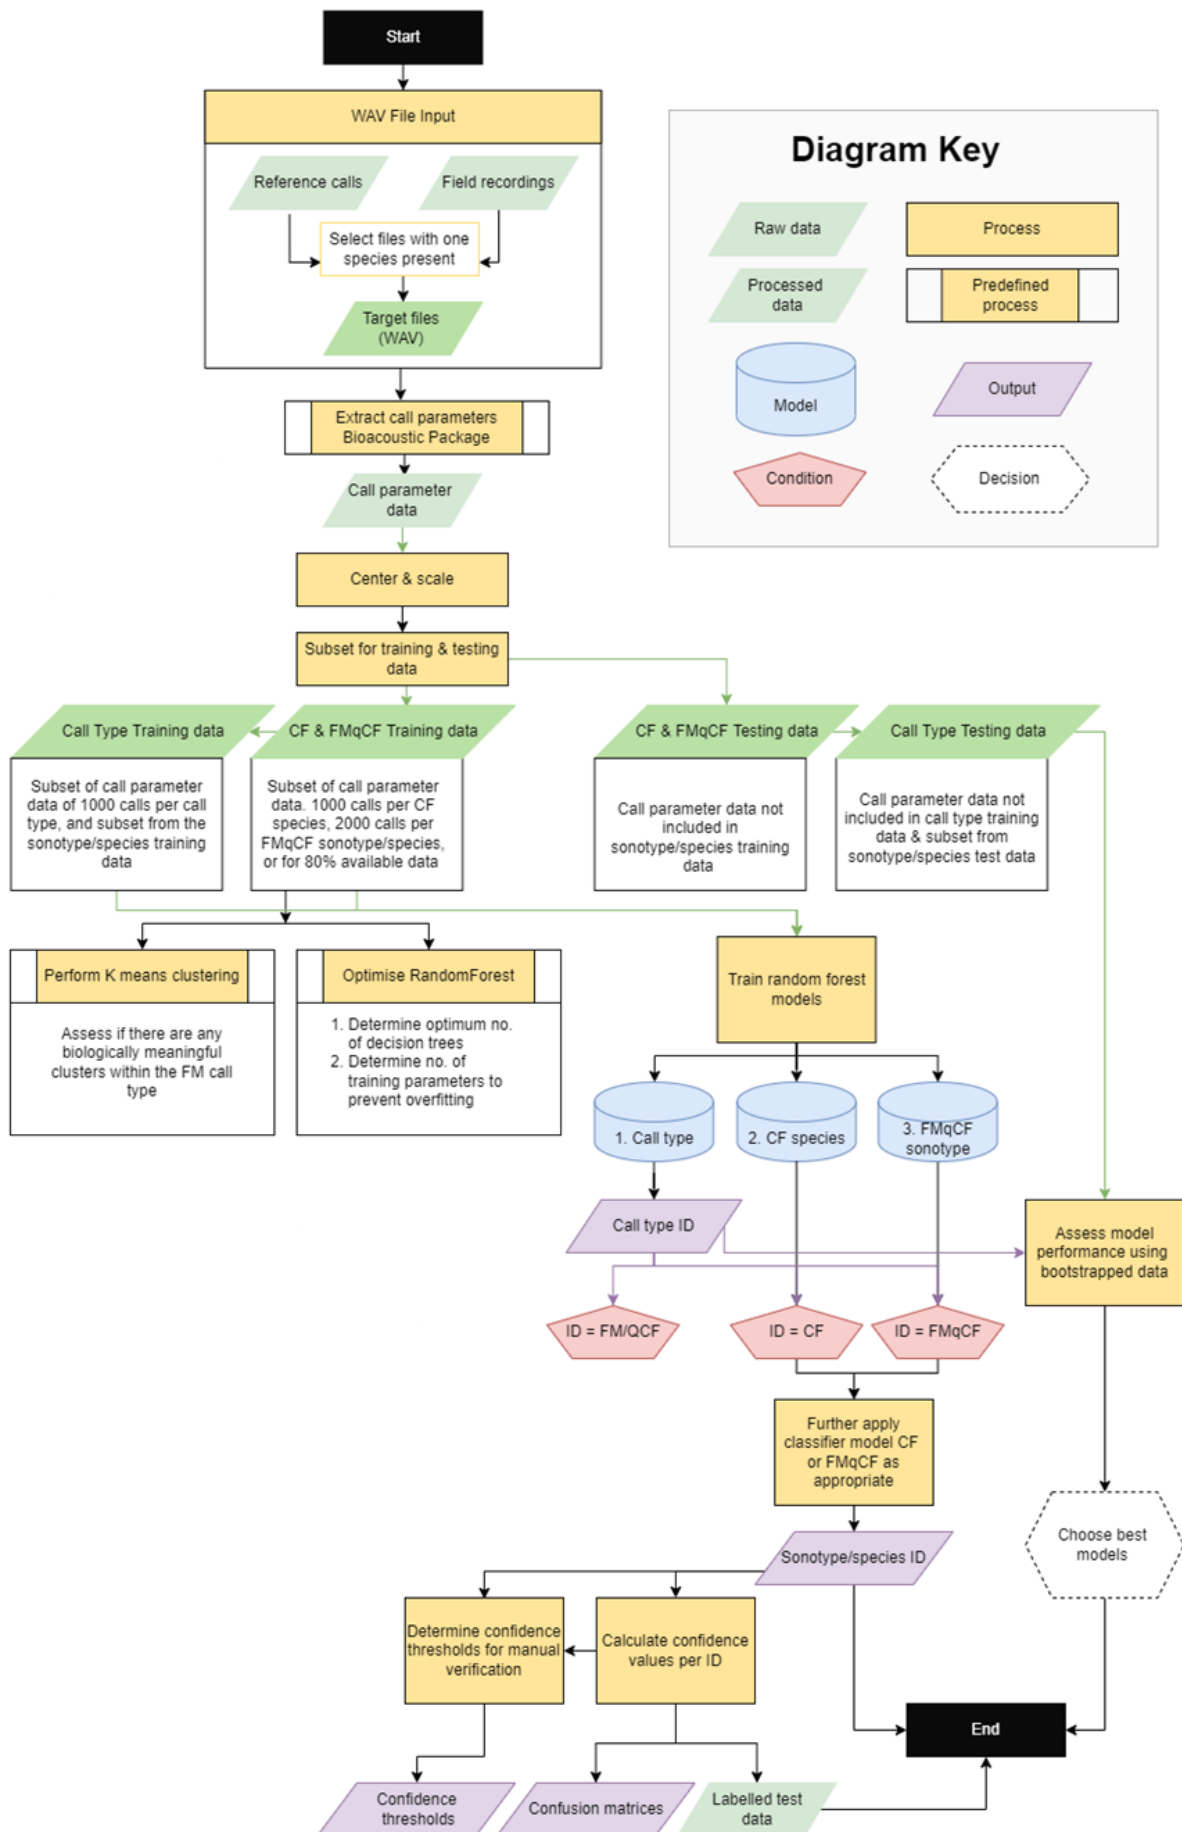 Start
WAV File Input
Reference calls
Field recordings
Select files with one
species present
Target files
(WAV)
Diagram Key
Raw data
Process
Processed
data
Predefined
process
Model
Output
Condition
Decision
Extract call parameters
Bioacoustic Package
Call parameter
data
Center & scale
Subset for training & testing
data
Call Type Training data
CF & FMqCF Training data
CF & FMqCF Testing data
Call Type Testing data
Subset of call parameter
data of 1000 calls per call
type, and subset from the
sonotype/species training
data
Subset of call parameter
data. 1000 calls per CF
species, 2000 calls per
FMqCF sonotype/species,
or for 80% available data
Call parameter data not
included in
sonotype/species training
data
Call parameter data not
included in call type training
data & subset from
sonotype/species test data
Perform K means clustering
Assess if there are any
biologically meaningful
clusters within the FM call
type
Optimise RandomForest
1. Determine optimum no.
of decision trees
2. Determine no. of
training parameters to
prevent overfitting
Train random forest
models
1. Call type
2. CF species
3. FMqCF
sonotype
Call type ID
Assess model
performance using
bootstrapped data
ID = FM/QCF
ID = CF
ID = FMqCF
Further apply
classifier model CF
or FMqCF as
appropriate
Choose best
models
Sonotype/species ID
Determine confidence
thresholds for manual
verification
Calculate confidence
values per ID
End
Confidence
thresholds
Confusion matrices
Labelled test
data